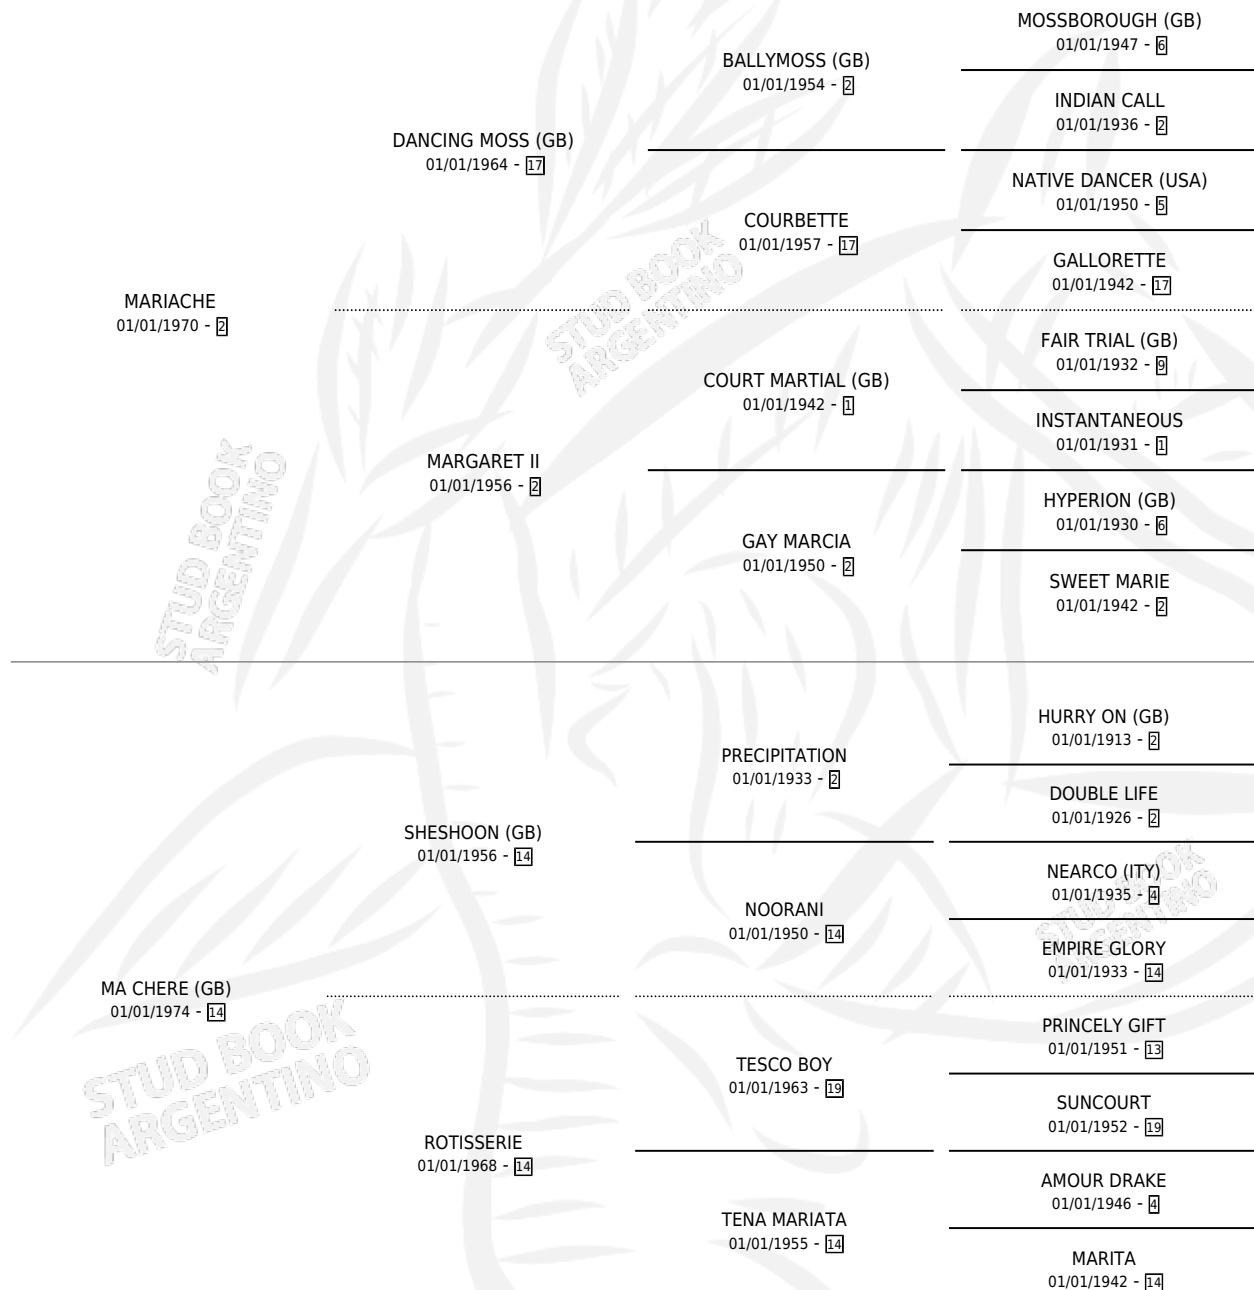 MOSSBOROUGH (GB)
01/01/1947 - 6
BALLYMOSS (GB)
01/01/1954 - 2
INDIAN CALL
01/01/1936 - 2
DANCING MOSS (GB)
01/01/1964 - 17
NATIVE DANCER (USA)
01/01/1950 - 5
COURBETTE
01/01/1957 - 17
GALLORETTE
01/01/1942 - 17
MARIACHE
01/01/1970 - 2
FAIR TRIAL (GB)
01/01/1932 - 9
COURT MARTIAL (GB)
01/01/1942 - 1
INSTANTANEOUS
01/01/1931 - 1
MARGARET II
01/01/1956 - 2
HYPERION (GB)
01/01/1930 - 6
GAY MARCIA
01/01/1950 - 2
SWEET MARIE
01/01/1942 - 2
HURRY ON (GB)
01/01/1913 - 2
PRECIPITATION
01/01/1933 - 2
DOUBLE LIFE
01/01/1926 - 2
SHESHOON (GB)
01/01/1956 - 14
NEARCO (ITY)
01/01/1935 - 4
NOORANI
01/01/1950 - 14
EMPIRE GLORY
01/01/1933 - 14
MA CHERE (GB)
01/01/1974 - 14
PRINCELY GIFT
01/01/1951 - 13
TESCO BOY
01/01/1963 - 19
SUNCOURT
01/01/1952 - 19
ROTISSERIE
01/01/1968 - 14
AMOUR DRAKE
01/01/1946 - 4
TENA MARIATA
01/01/1955 - 14
MARITA
01/01/1942 - 14
STUD BOOK
ARGENTINO
STUD BOOK
ARGENTINO
STUD BOOK
ARGENTINO
STUD BOOK
ARGENTINO